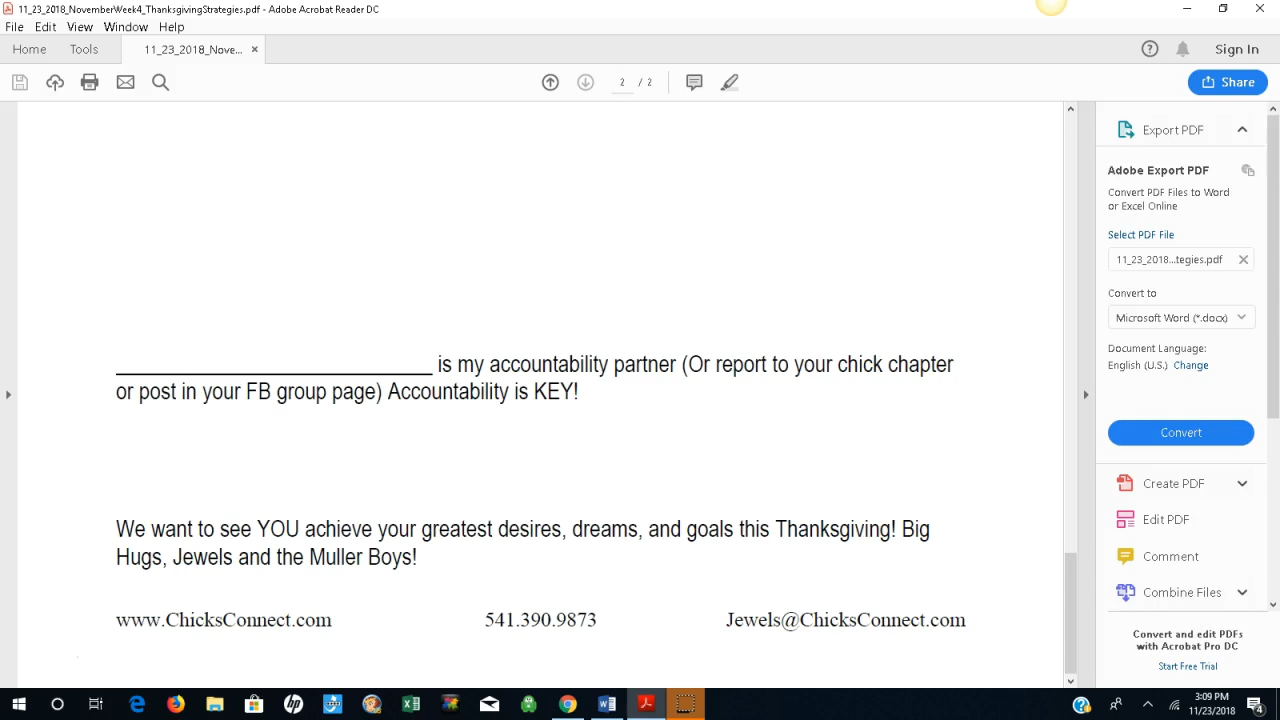 11_23_2018_NovemberWeek4_ThanksgivingStrategies.pdf - Adobe Acrobat Reader DC
File Edit View Window Help
Home Tools 11_23_2018_Nove... × Sign In
2 / 2 Share
Export PDF
Adobe Export PDF
Convert PDF Files to Word
or Excel Online
Select PDF File
11_23_2018...tegies.pdf
Convert to
Microsoft Word (*.docx)
Document Language:
English (U.S.) Change
Convert
Create PDF
Edit PDF
Comment
Combine Files
Convert and edit PDFs
with Acrobat Pro DC
Start Free Trial
____________________________ is my accountability partner (Or report to your chick chapter
or post in your FB group page) Accountability is KEY!
We want to see YOU achieve your greatest desires, dreams, and goals this Thanksgiving! Big
Hugs, Jewels and the Muller Boys!
www.ChicksConnect.com 541.390.9873 Jewels@ChicksConnect.com
3:09 PM
11/23/2018
4